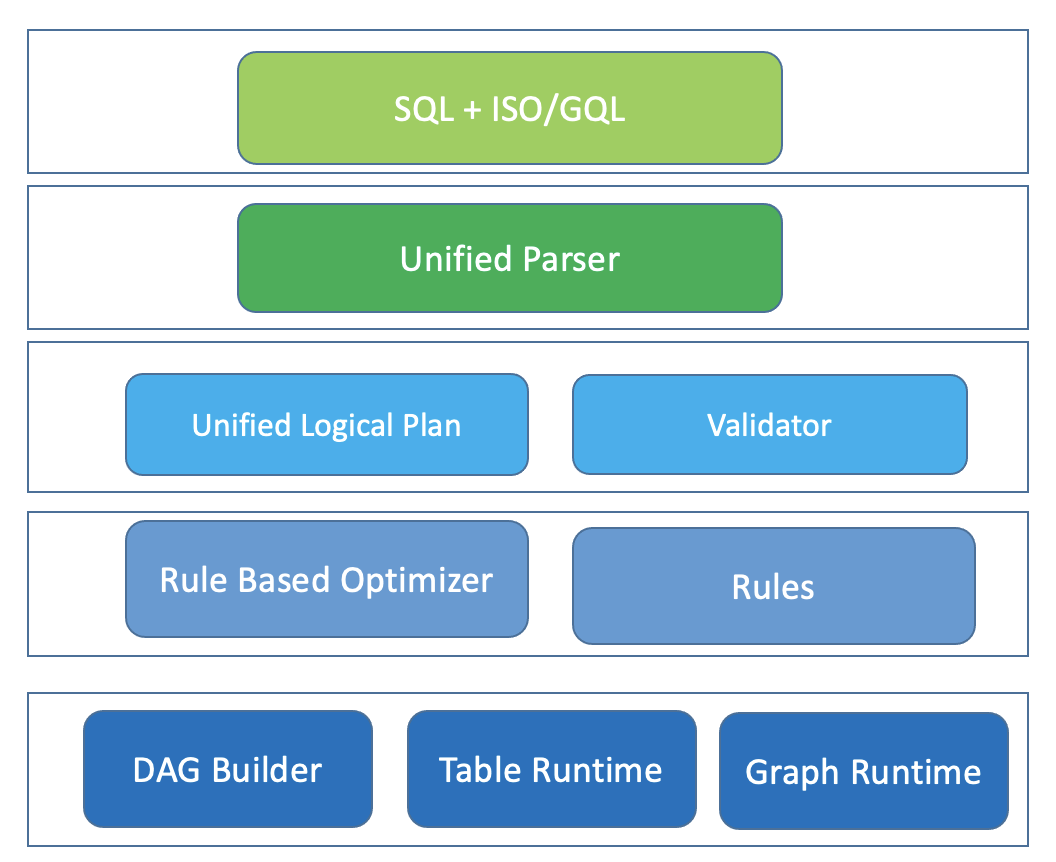 SQL + ISO/GQL
Unified Parser
Unified Logical Plan
Validator
Rule Based Optimizer
Rules
DAG Builder
Table Runtime
Graph Runtime